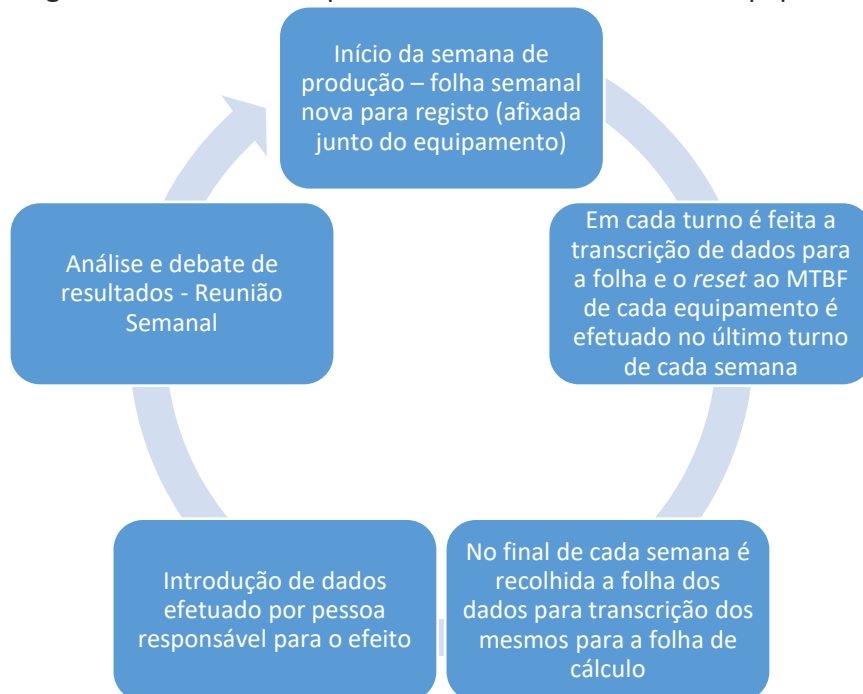 Início da semana de
produção – folha semanal
nova para registo (afixada
junto do equipamento)
Em cada turno é feita a
transcrição de dados para
a folha e o reset ao MTBF
de cada equipamento é
efetuado no último turno
de cada semana
No final de cada semana é
recolhida a folha dos
dados para transcrição dos
mesmos para a folha de
cálculo
Introdução de dados
efetuado por pessoa
responsável para o efeito
Análise e debate de
resultados - Reunião
Semanal